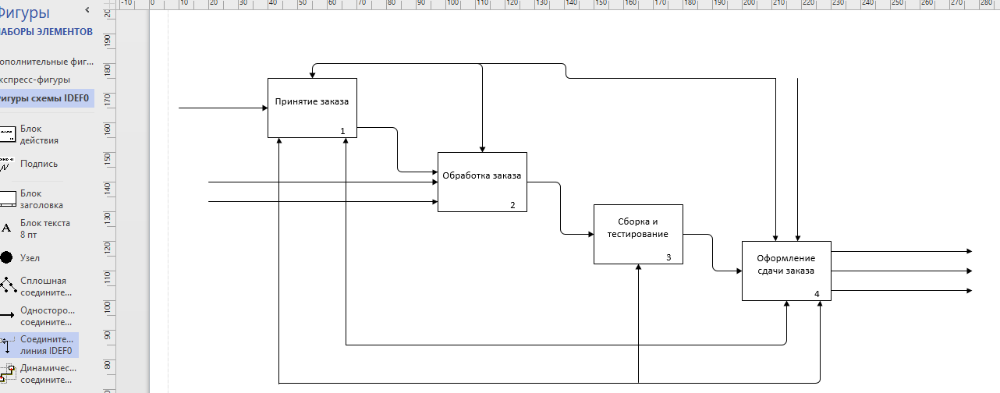 -10 0 10 20 30 40 50 60 70 80 90 100 110 120 130 140 150 160 170 180 190 200 210 220 230 240 250 260 270 280
Фигуры
НАБОРЫ ЭЛЕМЕНТОВ
ополнительные фиг...
кспресс-фигуры
Фигуры схемы IDEF0
Блок
действия
Подпись
Блок
заголовка
A
Блок текста
8 пт
Узел
Сплошная
соедините...
Односторо...
соедините...
Соедините...
линия IDEF0
Динамичес...
соедините...
190
180
170
160
150
140
130
120
110
100
90
80
Принятие заказа
1
Обработка заказа
2
Сборка и
тестирование
3
Оформление
сдачи заказа
4